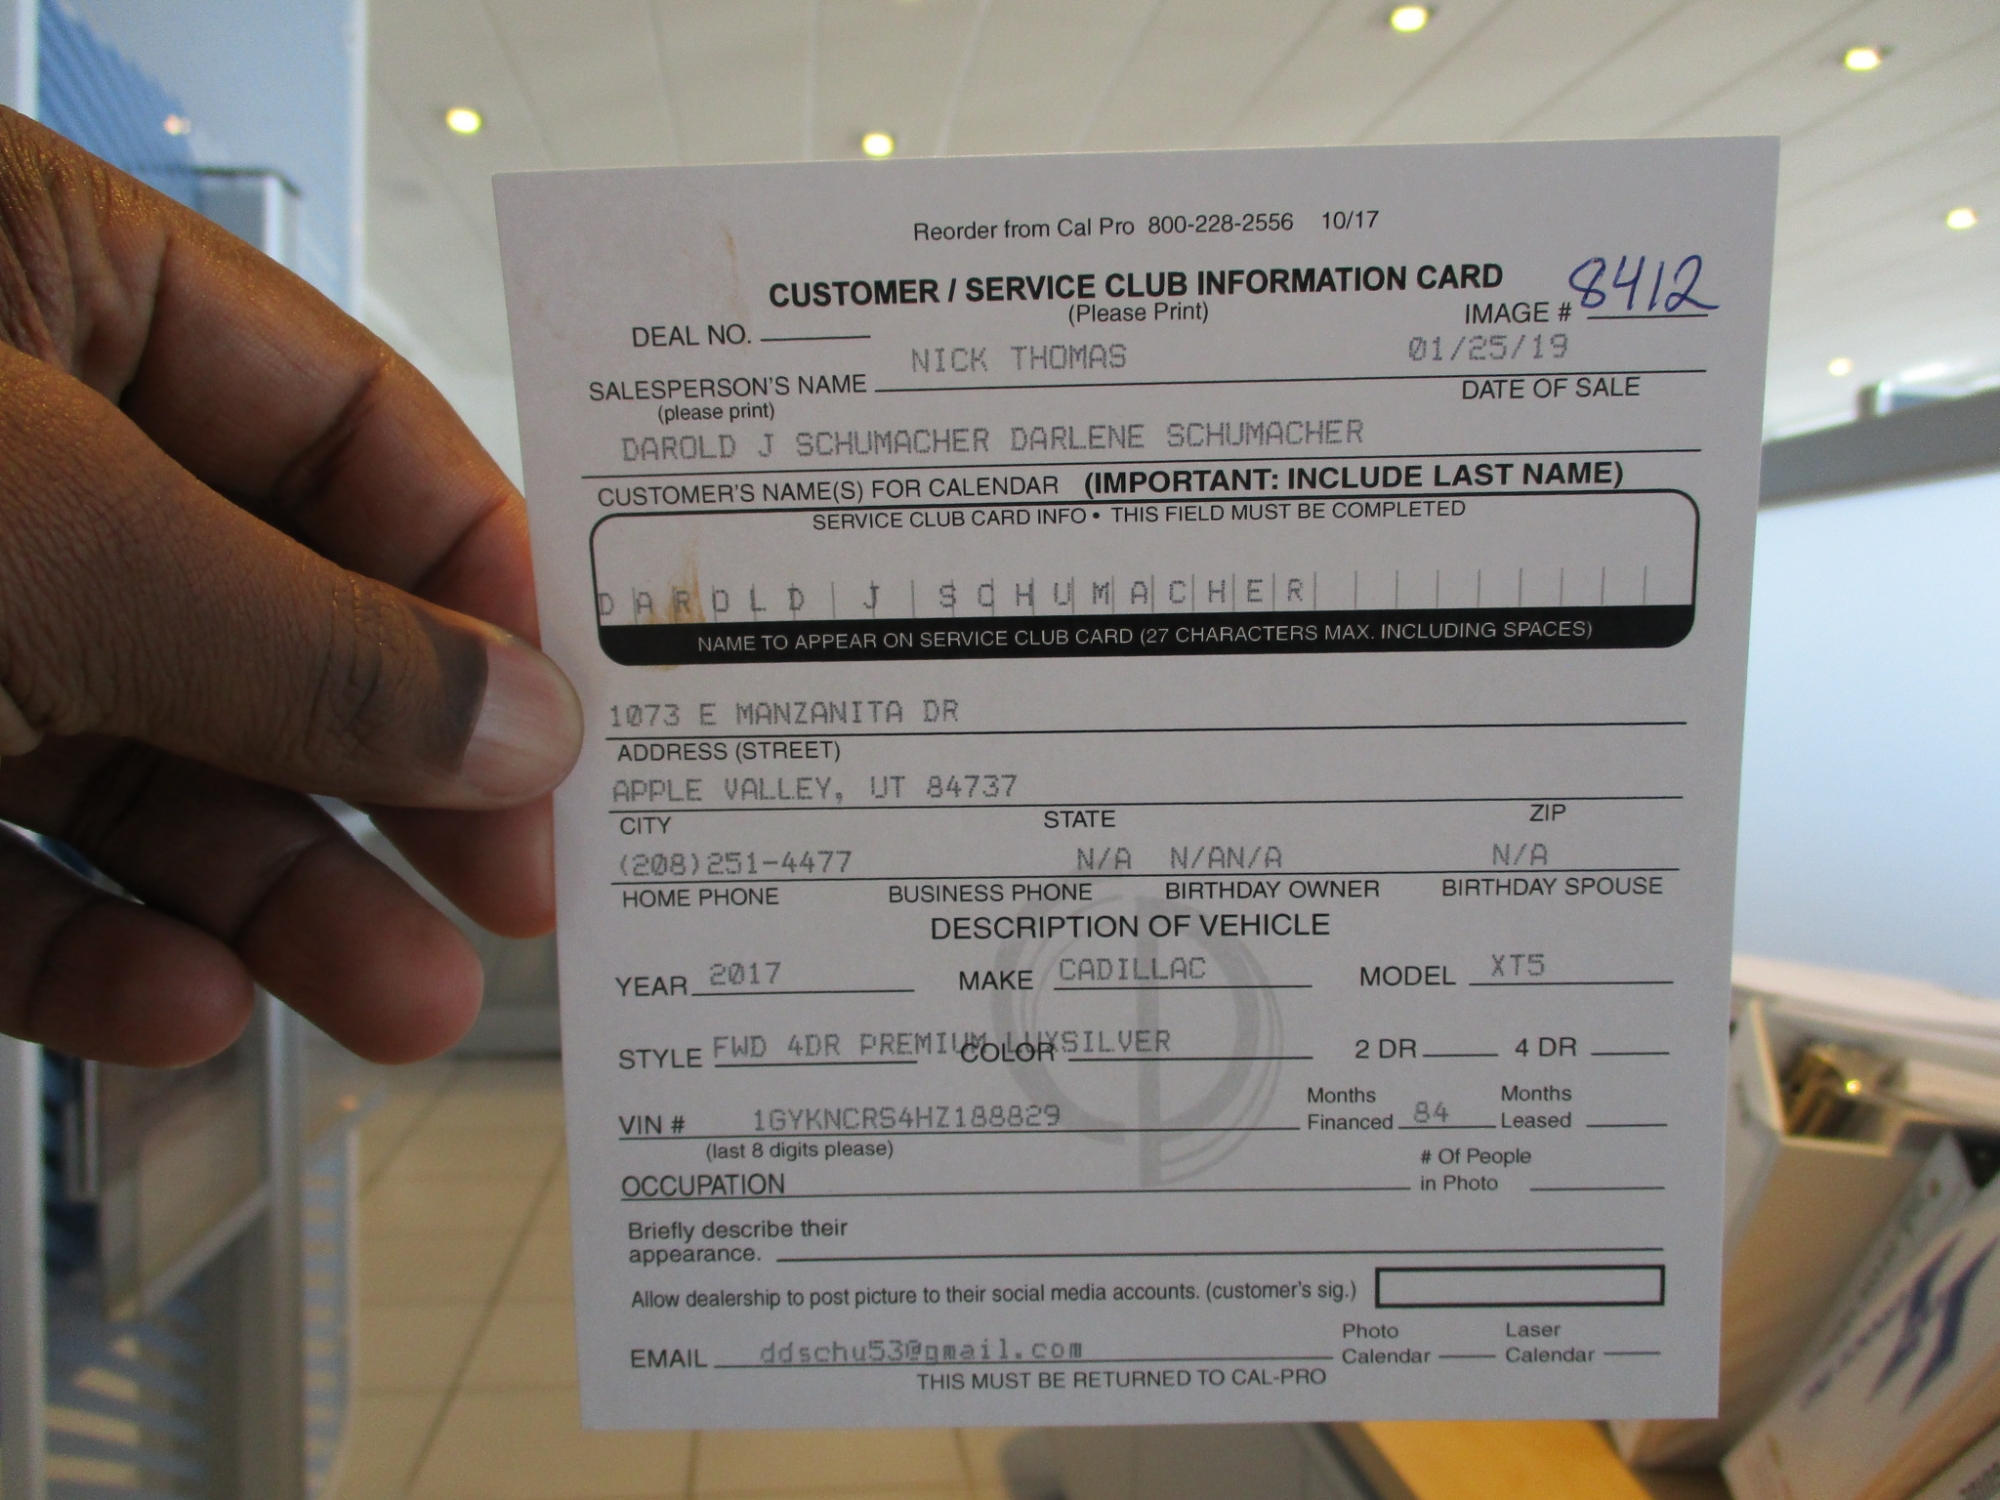 Reorder from Cal Pro 800-228-2556 10/17
CUSTOMER / SERVICE CLUB INFORMATION CARD
(Please Print)
IMAGE # 8412
DEAL NO.
NICK THOMAS 01/25/19
SALESPERSON'S NAME DATE OF SALE
(please print)
DAROLD J SCHUMACHER DARLENE SCHUMACHER
CUSTOMER'S NAME(S) FOR CALENDAR (IMPORTANT: INCLUDE LAST NAME)
SERVICE CLUB CARD INFO • THIS FIELD MUST BE COMPLETED
DAROLD J SCHUMACHER
NAME TO APPEAR ON SERVICE CLUB CARD (27 CHARACTERS MAX. INCLUDING SPACES)
1073 E MANZANITA DR
ADDRESS (STREET)
APPLE VALLEY, UT 84737
CITY STATE ZIP
(208)251-4477 N/A N/AN/A N/A
HOME PHONE BUSINESS PHONE BIRTHDAY OWNER BIRTHDAY SPOUSE
DESCRIPTION OF VEHICLE
YEAR 2017 MAKE CADILLAC MODEL XT5
STYLE FWD 4DR PREMIUM LUXSILVER COLOR 2 DR 4 DR
VIN # 1GYKNCRS4HZ188829 Months Financed 84 Months Leased
(last 8 digits please)
OCCUPATION # Of People in Photo
Briefly describe their
appearance.
Allow dealership to post picture to their social media accounts. (customer's sig.)
EMAIL ddschu53@gmail.com Photo Calendar Laser Calendar
THIS MUST BE RETURNED TO CAL-PRO